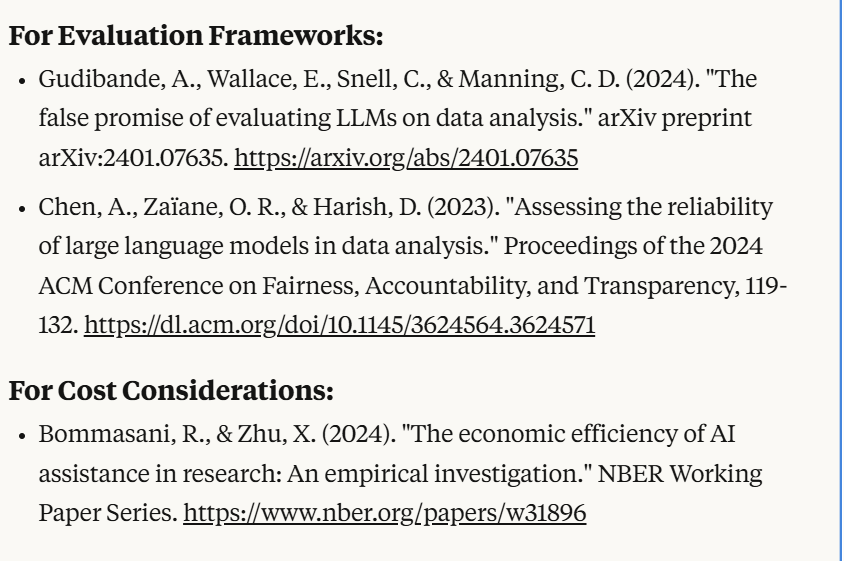 For Evaluation Frameworks:
• Gudibande, A., Wallace, E., Snell, C., & Manning, C. D. (2024). "The
false promise of evaluating LLMs on data analysis." arXiv preprint
arXiv:2401.07635. https://arxiv.org/abs/2401.07635
• Chen, A., Zaïane, O. R., & Harish, D. (2023). "Assessing the reliability
of large language models in data analysis." Proceedings of the 2024
ACM Conference on Fairness, Accountability, and Transparency, 119-
132. https://dl.acm.org/doi/10.1145/3624564.3624571
For Cost Considerations:
• Bommasani, R., & Zhu, X. (2024). "The economic efficiency of AI
assistance in research: An empirical investigation." NBER Working
Paper Series. https://www.nber.org/papers/w31896